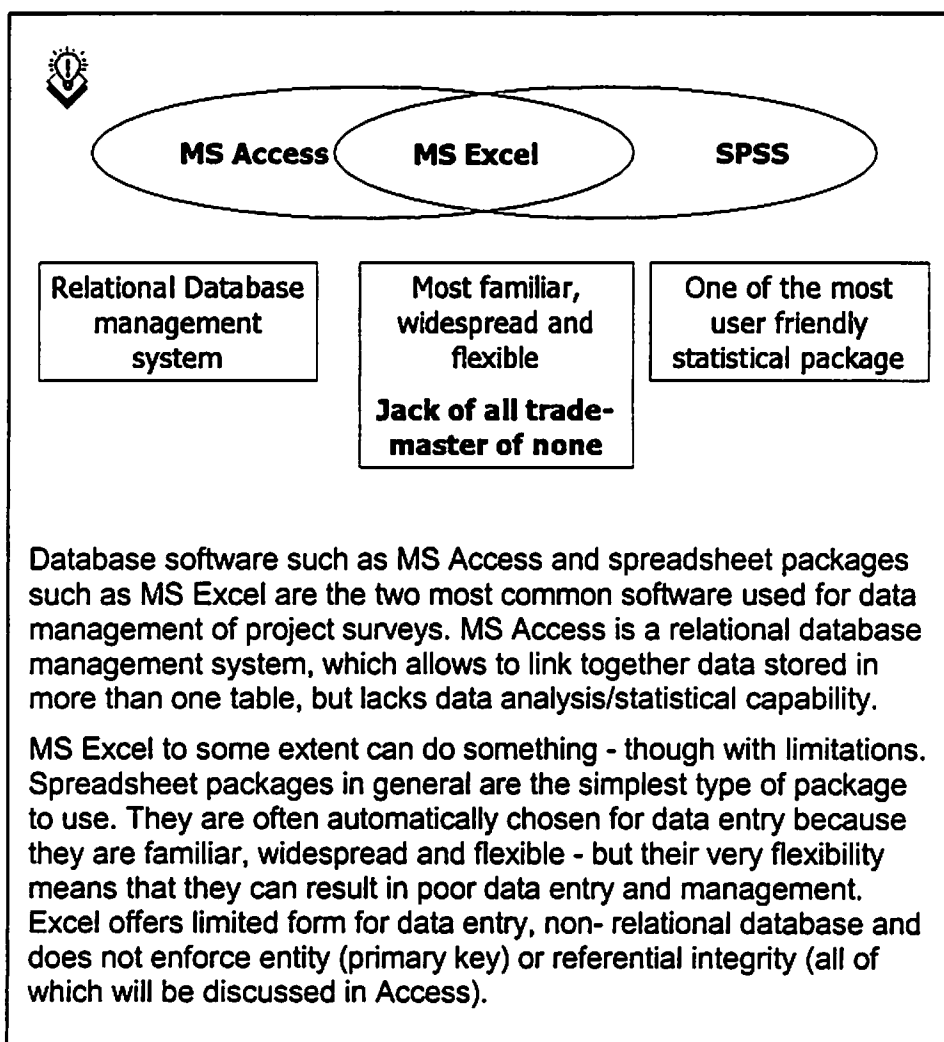 MS Access MS Excel SPSS
Relational Database
management
system
Most familiar,
widespread and
flexible
Jack of all trade-
master of none
One of the most
user friendly
statistical package
Database software such as MS Access and spreadsheet packages
such as MS Excel are the two most common software used for data
management of project surveys. MS Access is a relational database
management system, which allows to link together data stored in
more than one table, but lacks data analysis/statistical capability.
MS Excel to some extent can do something - though with limitations.
Spreadsheet packages in general are the simplest type of package
to use. They are often automatically chosen for data entry because
they are familiar, widespread and flexible - but their very flexibility
means that they can result in poor data entry and management.
Excel offers limited form for data entry, non- relational database and
does not enforce entity (primary key) or referential integrity (all of
which will be discussed in Access).